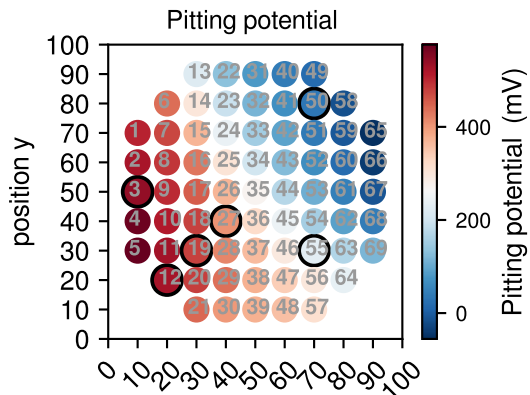 Pitting potential
100
90
80
70
60
50
40
30
20
10
0
position y
13 22 31 40 49
6 14 23 32 41 50 58
1 7 15 24 33 42 51 59 65
2 8 16 25 34 43 52 60 66
3 9 17 26 35 44 53 61 67
4 10 18 27 36 45 54 62 68
5 11 19 28 37 46 55 63 69
12 20 29 38 47 56 64
21 30 39 48 57
0 10 20 30 40 50 60 70 80 90 100
400
200
0
Pitting potential (mV)